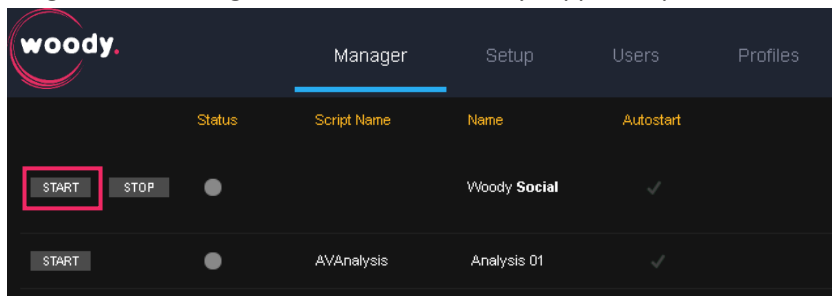 woody.
Manager Setup Users Profiles
Status Script Name Name Autostart
START STOP Woody Social
START AVAnalysis Analysis 01